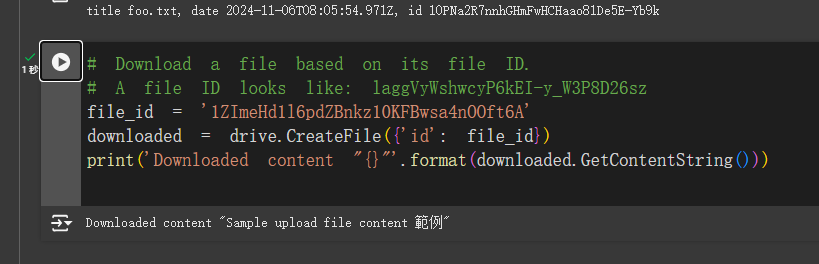 title foo.txt, date 2024-11-06T08:05:54.971Z, id 1OPNa2R7nnhGHmFwHCHaao81De5E-Yb9k
# Download a file based on its file ID.
1 秒
# A file ID looks like: laggVyWshwcyP6kEI-y_W3P8D26sz
file_id = '1ZImeHd1l6pdZBnkz10KFBwsa4nOOft6A'
downloaded = drive.CreateFile({'id': file_id})
print('Downloaded content "{}"'.format(downloaded.GetContentString()))
Downloaded content "Sample upload file content 範例"